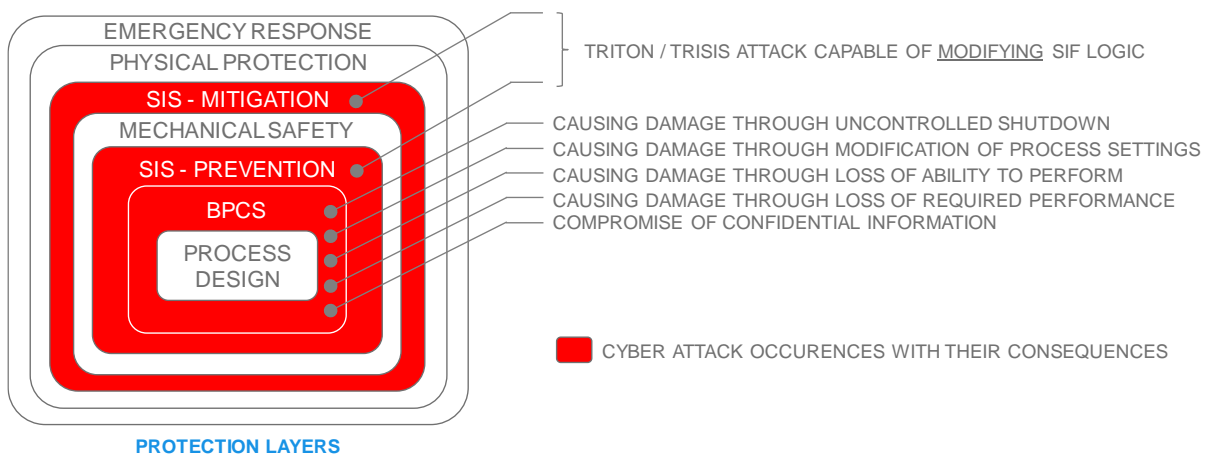 EMERGENCY RESPONSE
PHYSICAL PROTECTION
SIS - MITIGATION
MECHANICAL SAFETY
SIS - PREVENTION
BPCS
PROCESS
DESIGN
TRITON / TRISIS ATTACK CAPABLE OF MODIFYING SIF LOGIC
CAUSING DAMAGE THROUGH UNCONTROLLED SHUTDOWN
CAUSING DAMAGE THROUGH MODIFICATION OF PROCESS SETTINGS
CAUSING DAMAGE THROUGH LOSS OF ABILITY TO PERFORM
CAUSING DAMAGE THROUGH LOSS OF REQUIRED PERFORMANCE
COMPROMISE OF CONFIDENTIAL INFORMATION
CYBER ATTACK OCCURENCES WITH THEIR CONSEQUENCES
PROTECTION LAYERS